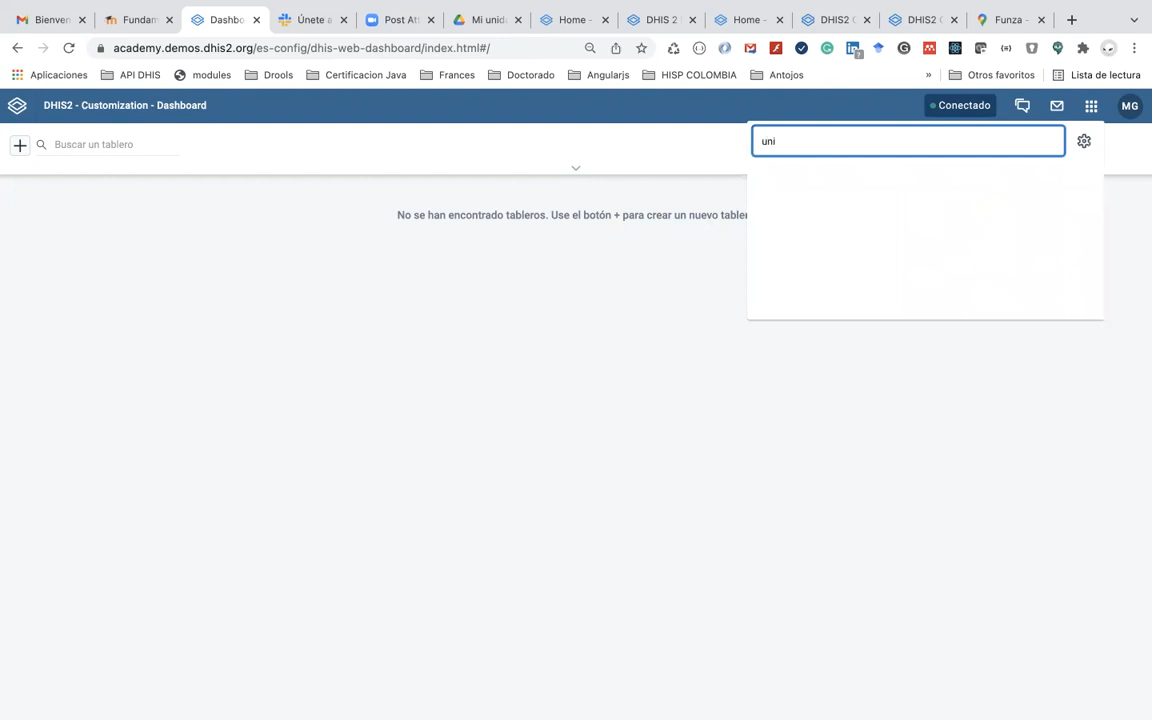 Bienven
Fundam
Dashbo
Únete a
Post Att
Mi unid
Home -
DHIS 2
Home -
DHIS2 C
DHIS2 C
Funza -
academy.demos.dhis2.org/es-config/dhis-web-dashboard/index.html#/
Aplicaciones
API DHIS
modules
Drools
Certificacion Java
Frances
Doctorado
Angularjs
HISP COLOMBIA
Antojos
»
Otros favoritos
Lista de lectura
DHIS2 - Customization - Dashboard
Conectado
MG
Buscar un tablero
uni
No se han encontrado tableros. Use el botón + para crear un nuevo tabler